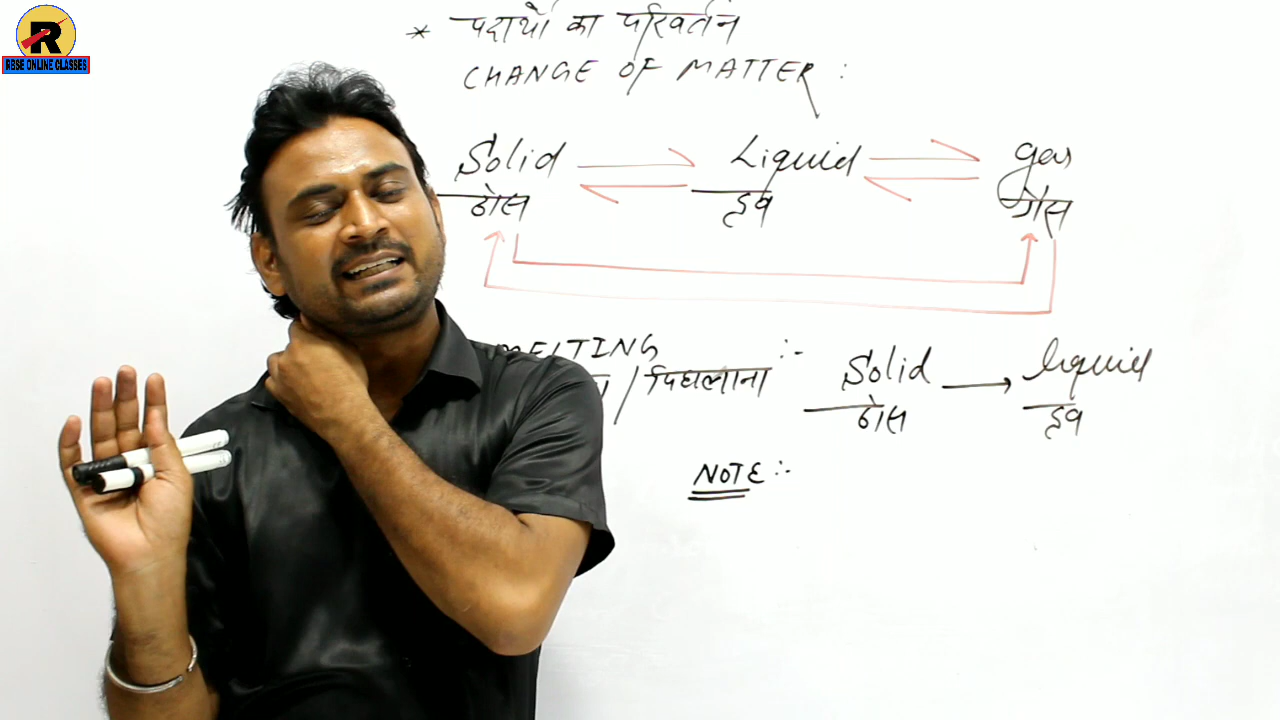 R
RBSE ONLINE CLASSES
* पदार्थो का परिवर्तन
CHANGE OF MATTER :
Solid Liquid gas
ठोस द्रव गैस
MELTING :-
/ पिघलाना
Solid → liquid
ठोस द्रव
NOTE :-